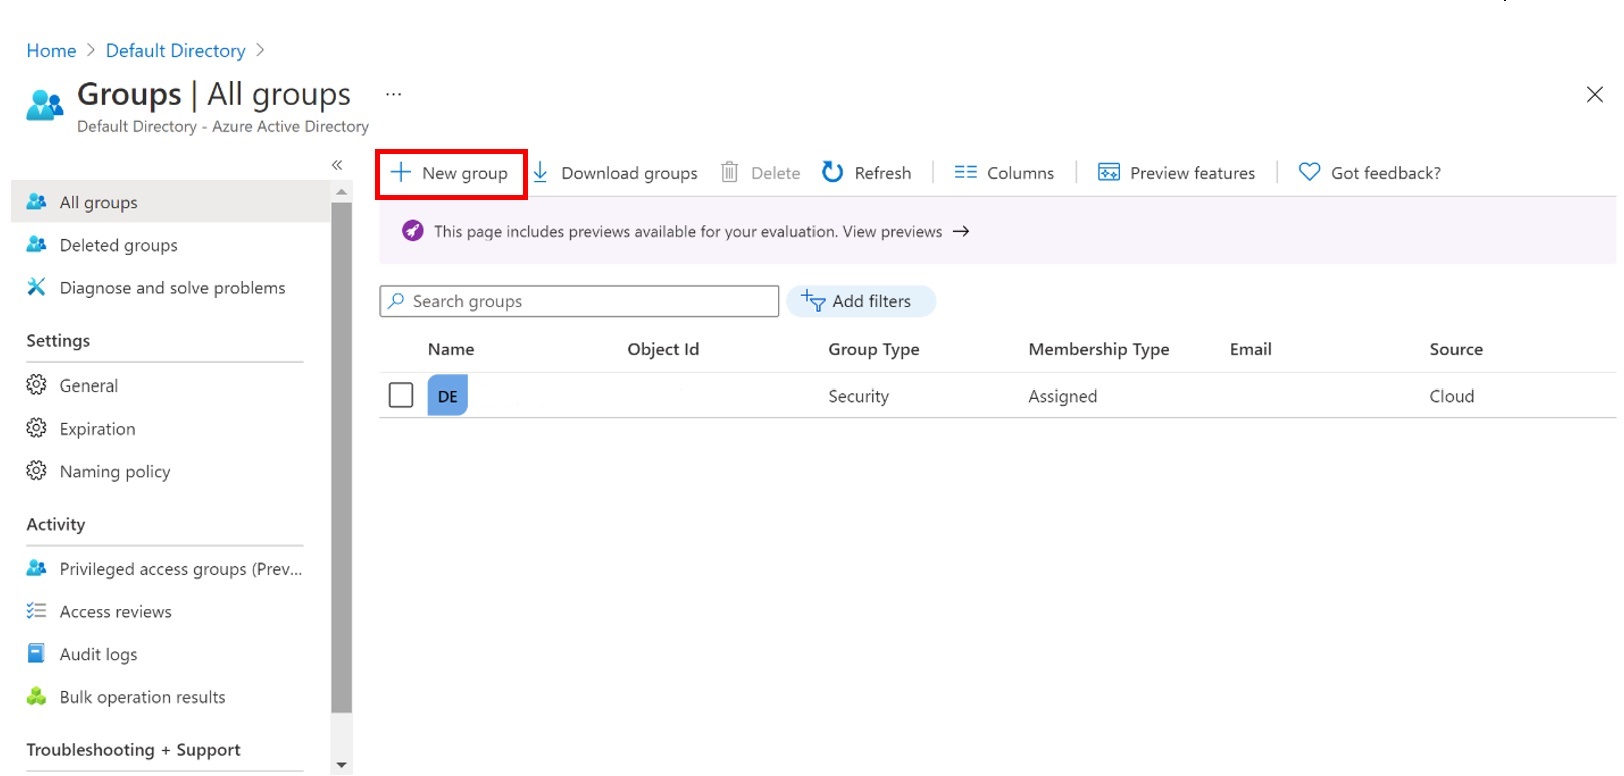 Home > Default Directory >
Groups | All groups ...
Default Directory - Azure Active Directory
«
All groups
Deleted groups
Diagnose and solve problems
Settings
General
Expiration
Naming policy
Activity
Privileged access groups (Prev...
Access reviews
Audit logs
Bulk operation results
Troubleshooting + Support
New group Download groups Delete Refresh Columns Preview features Got feedback?
This page includes previews available for your evaluation. View previews →
Search groups Add filters
Name Object Id Group Type Membership Type Email Source
DE Security Assigned Cloud